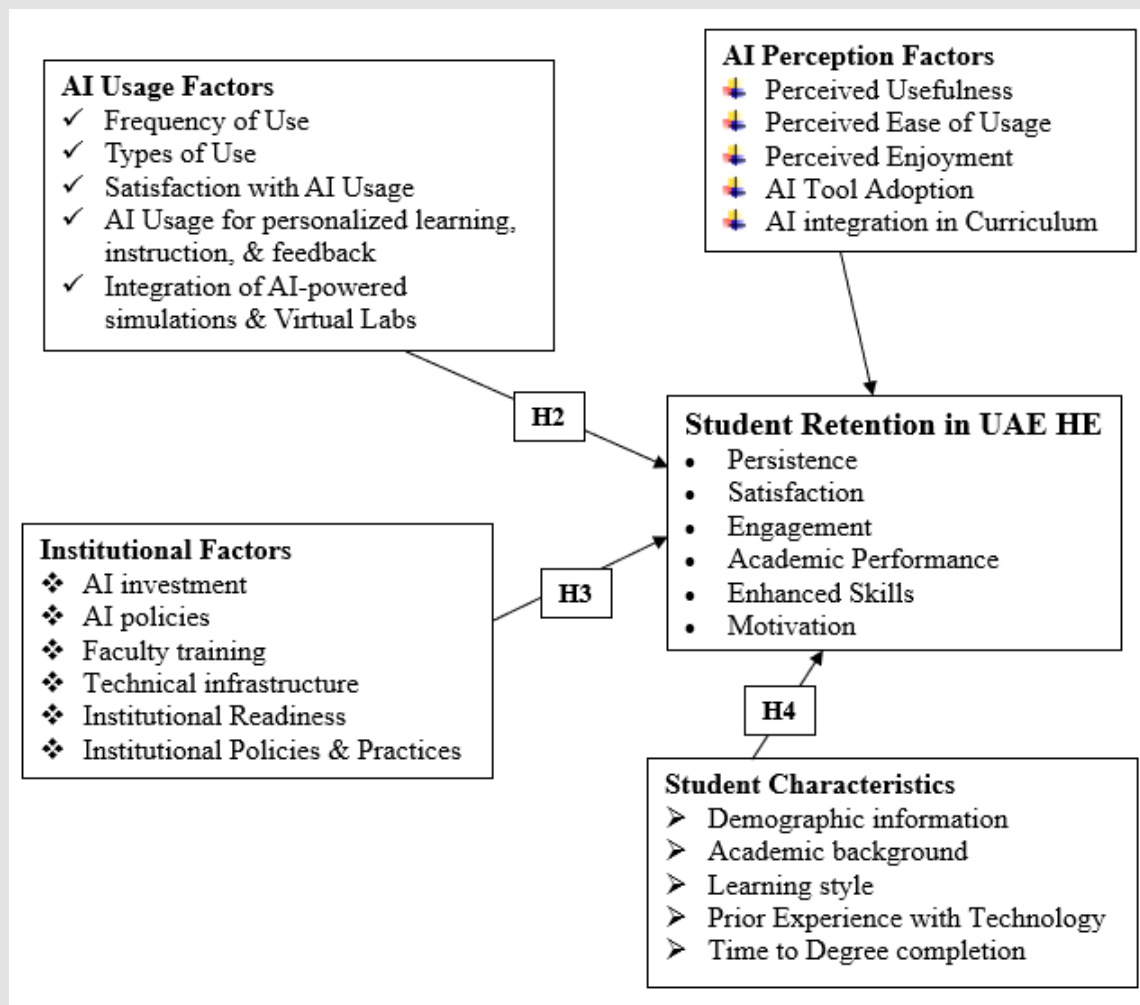 AI Usage Factors
Frequency of Use
Types of Use
Satisfaction with AI Usage
AI Usage for personalized learning,
instruction, & feedback
Integration of AI-powered
simulations & Virtual Labs
AI Perception Factors
Perceived Usefulness
Perceived Ease of Usage
Perceived Enjoyment
AI Tool Adoption
AI integration in Curriculum
H2
Student Retention in UAE HE
Persistence
Satisfaction
Engagement
Academic Performance
Enhanced Skills
Motivation
Institutional Factors
AI investment
AI policies
Faculty training
Technical infrastructure
Institutional Readiness
Institutional Policies & Practices
H3
H4
Student Characteristics
Demographic information
Academic background
Learning style
Prior Experience with Technology
Time to Degree completion